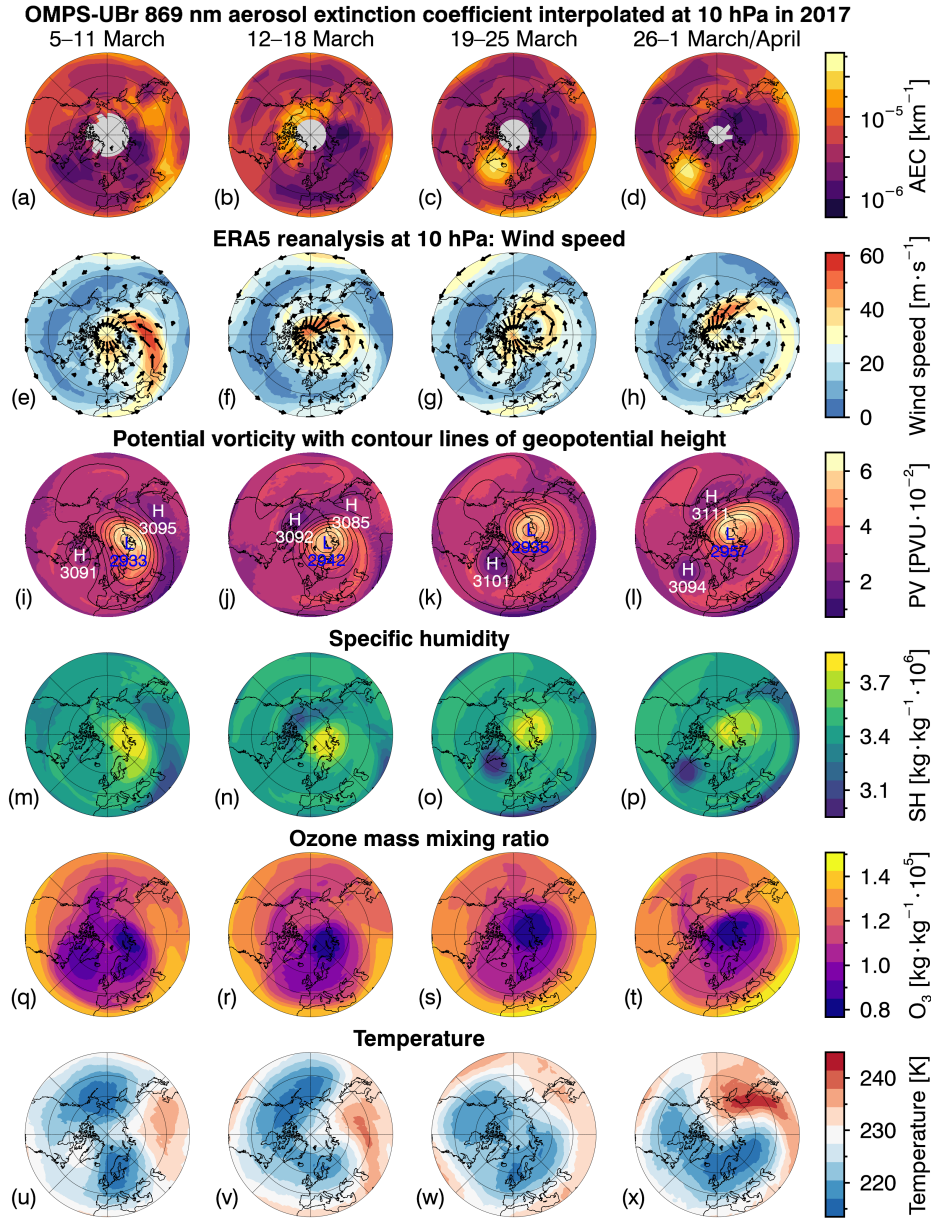 OMPS-UBr 869 nm aerosol extinction coefficient interpolated at 10 hPa in 2017
5–11 March 12–18 March 19–25 March 26–1 March/April
(a) (b) (c) (d)
10⁻⁵
10⁻⁶
AEC [km⁻¹]
ERA5 reanalysis at 10 hPa: Wind speed
(e) (f) (g) (h)
60
40
20
0
Wind speed [m·s⁻¹]
Potential vorticity with contour lines of geopotential height
H 3095 H 3091 L 2933
H 3085 H 3092 L 2942
L 2935 H 3101
H 3111 L 2957 H 3094
(i) (j) (k) (l)
6
4
2
PV [PVU·10⁻²]
Specific humidity
(m) (n) (o) (p)
3.7
3.4
3.1
SH [kg·kg⁻¹·10⁶]
Ozone mass mixing ratio
(q) (r) (s) (t)
1.4
1.2
1.0
0.8
O₃ [kg·kg⁻¹·10⁵]
Temperature
(u) (v) (w) (x)
240
230
220
Temperature [K]